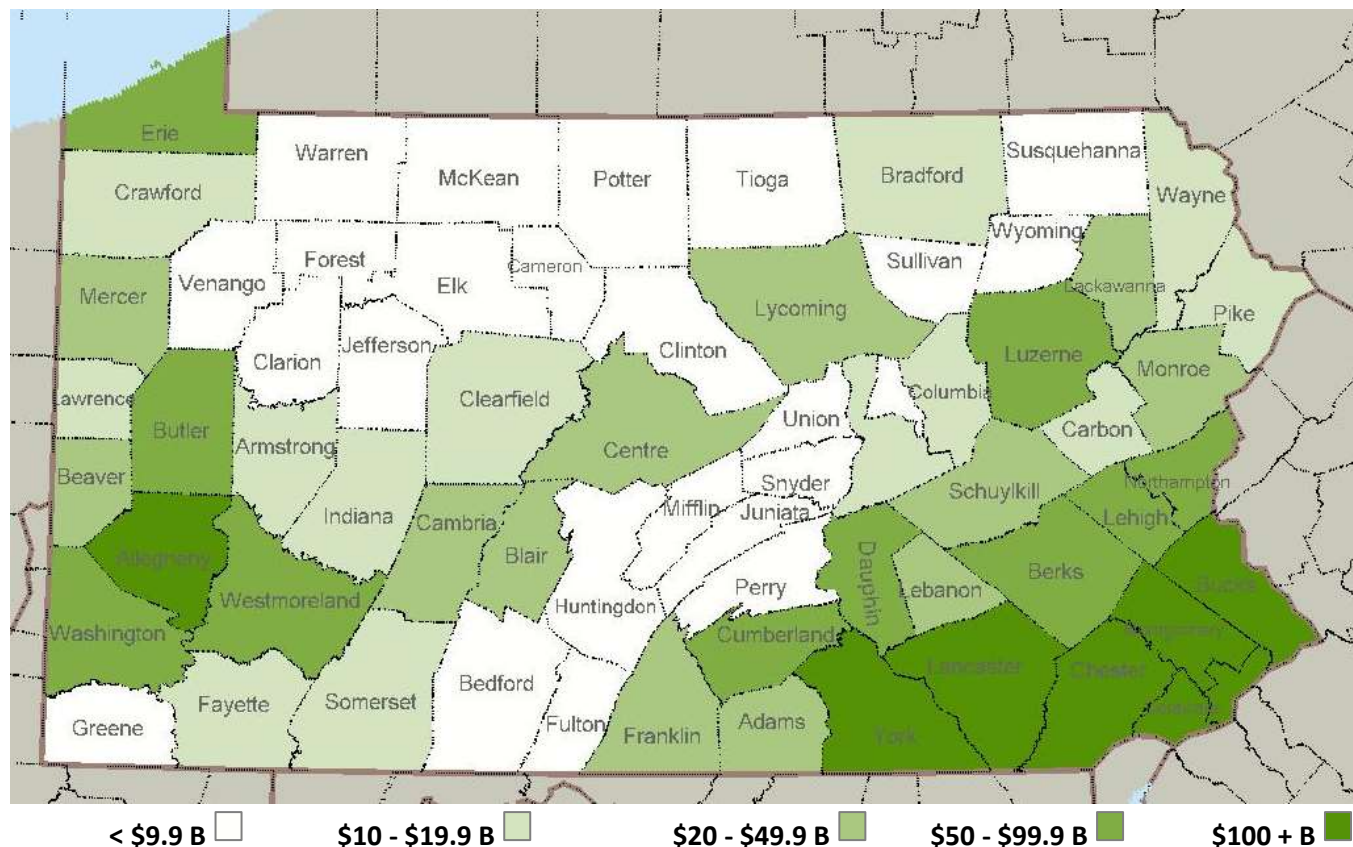 Erie
Warren
McKean
Potter
Tioga
Bradford
Susquehanna
Crawford
Wayne
Wyoming
Forest
Sullivan
Venango
Elk
Cameron
Mercer
Lackawanna
Lycoming
Pike
Jefferson
Clinton
Luzerne
Clarion
Monroe
Lawrence
Clearfield
Columbia
Union
Butler
Carbon
Armstrong
Centre
Beaver
Snyder
Northampton
Schuylkill
Mifflin
Juniata
Indiana
Cambria
Lehigh
Allegheny
Blair
Dauphin
Berks
Bucks
Perry
Lebanon
Westmoreland
Huntingdon
Washington
Cumberland
Montgomery
Lancaster
Chester
Bedford
Somerset
Fayette
Delaware
Fulton
Adams
Greene
Franklin
York
< $9.9 B
$10 - $19.9 B
$20 - $49.9 B
$50 - $99.9 B
$100 + B